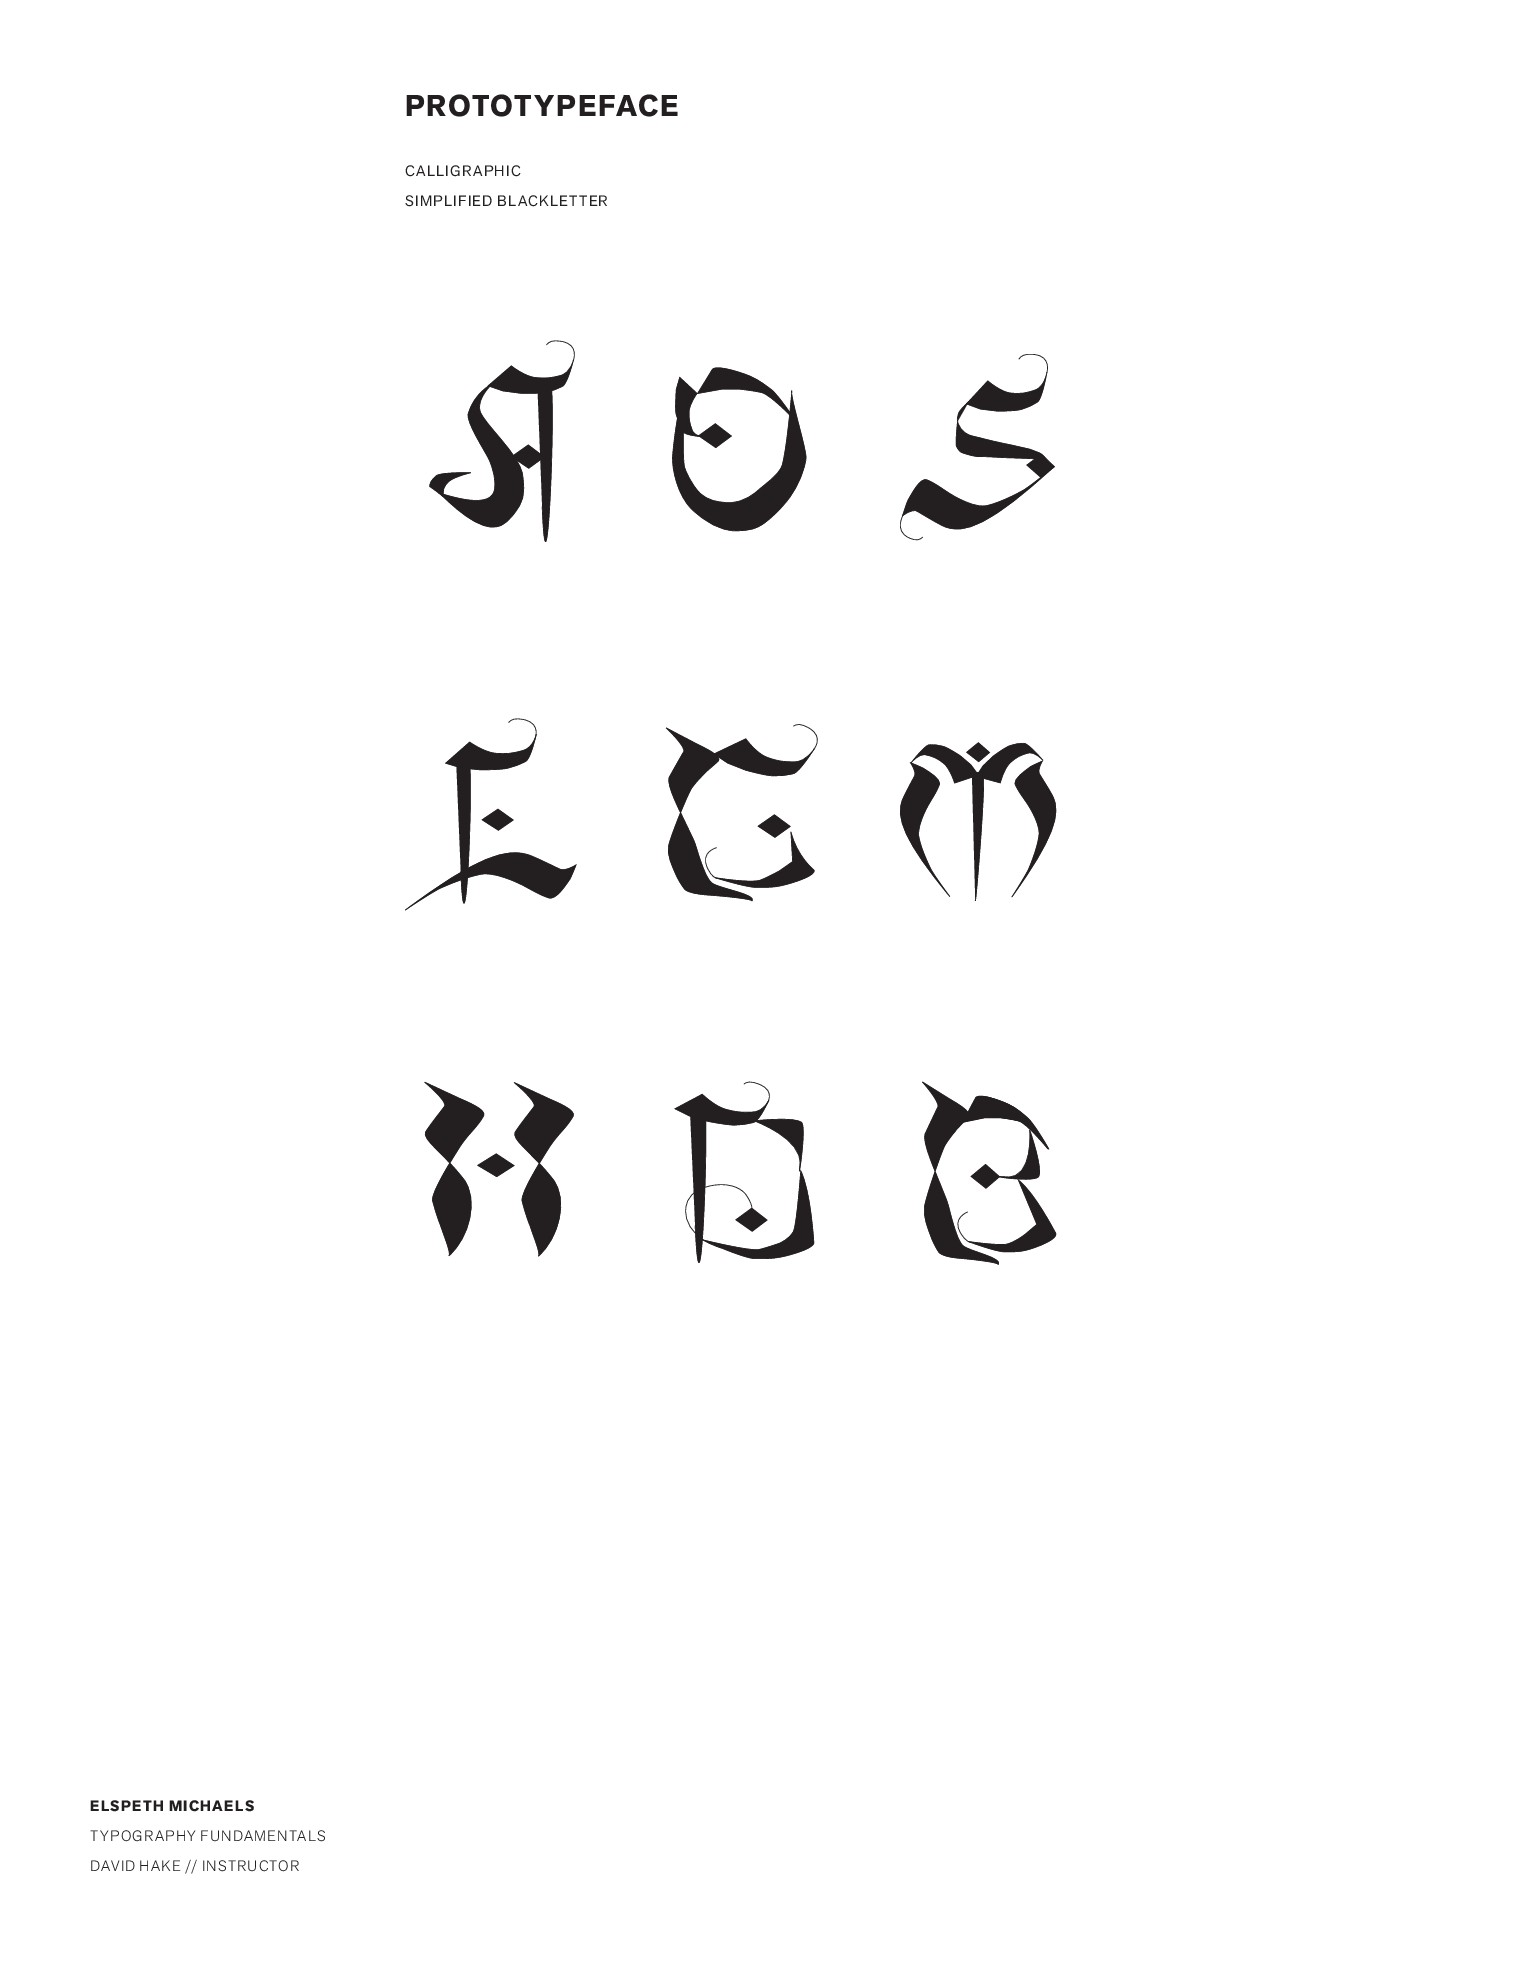 PROTOTYPEFACE
CALLIGRAPHIC
SIMPLIFIED BLACKLETTER
A O S
E G M
H D B
ELSPETH MICHAELS
TYPOGRAPHY FUNDAMENTALS
DAVID HAKE // INSTRUCTOR